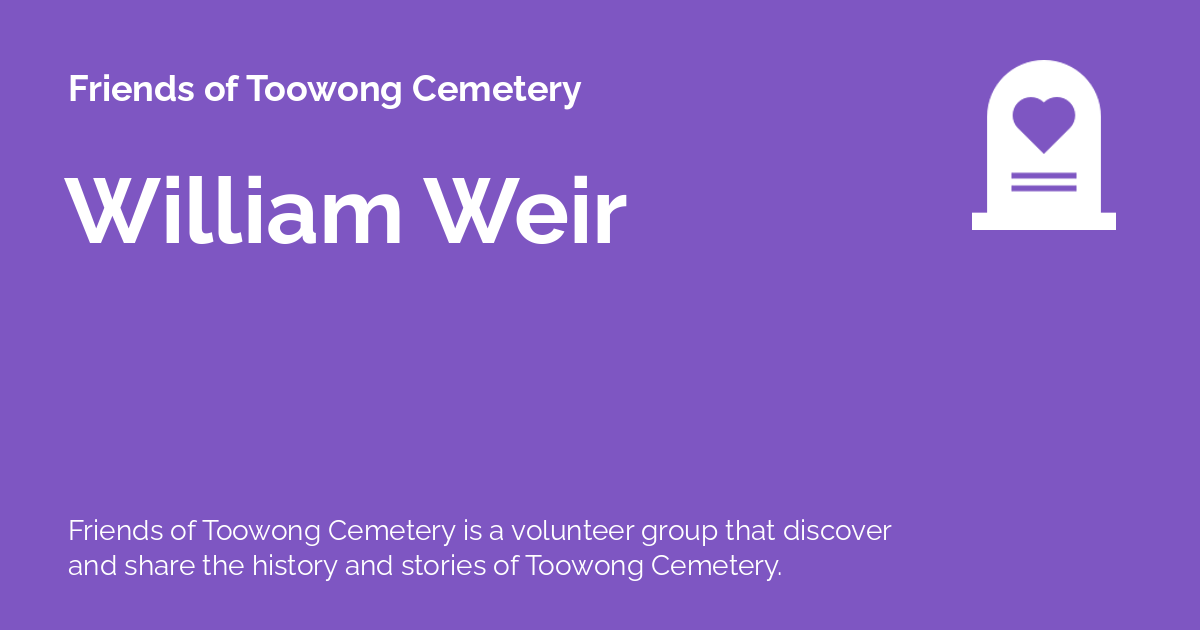 Friends of Toowong Cemetery
William Weir
Friends of Toowong Cemetery is a volunteer group that discover
and share the history and stories of Toowong Cemetery.